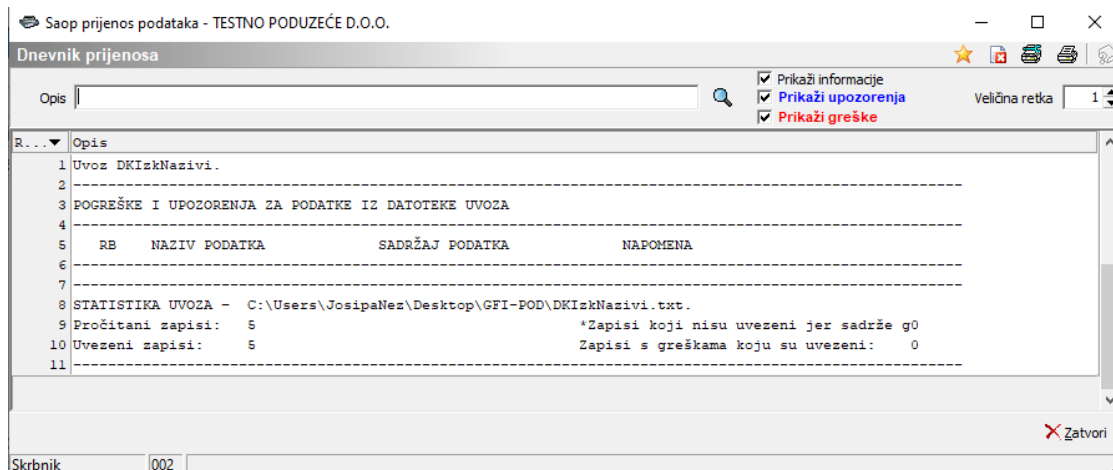 Saop prijenos podataka - TESTNO PODUZEĆE D.O.O.
Dnevnik prijenosa
Opis
Prikaži informacije
Prikaži upozorenja
Prikaži greške
Veličina retka 1
R... Opis
1 Uvoz DKIzkNazivi.
2 ------------------------------------------------------------------------------------------------------
3 POGREŠKE I UPOZORENJA ZA PODATKE IZ DATOTEKE UVOZA
4 ------------------------------------------------------------------------------------------------------
5 RB NAZIV PODATKA SADRŽAJ PODATKA NAPOMENA
6 ------------------------------------------------------------------------------------------------------
7 ------------------------------------------------------------------------------------------------------
8 STATISTIKA UVOZA - C:\Users\JosipaNez\Desktop\GFI-POD\DKIzkNazivi.txt.
9 Pročitani zapisi: 5 *Zapisi koji nisu uvezeni jer sadrže g0
10 Uvezeni zapisi: 5 Zapisi s greškama koju su uvezeni: 0
11 ------------------------------------------------------------------------------------------------------
Zatvori
Skrbnik 002